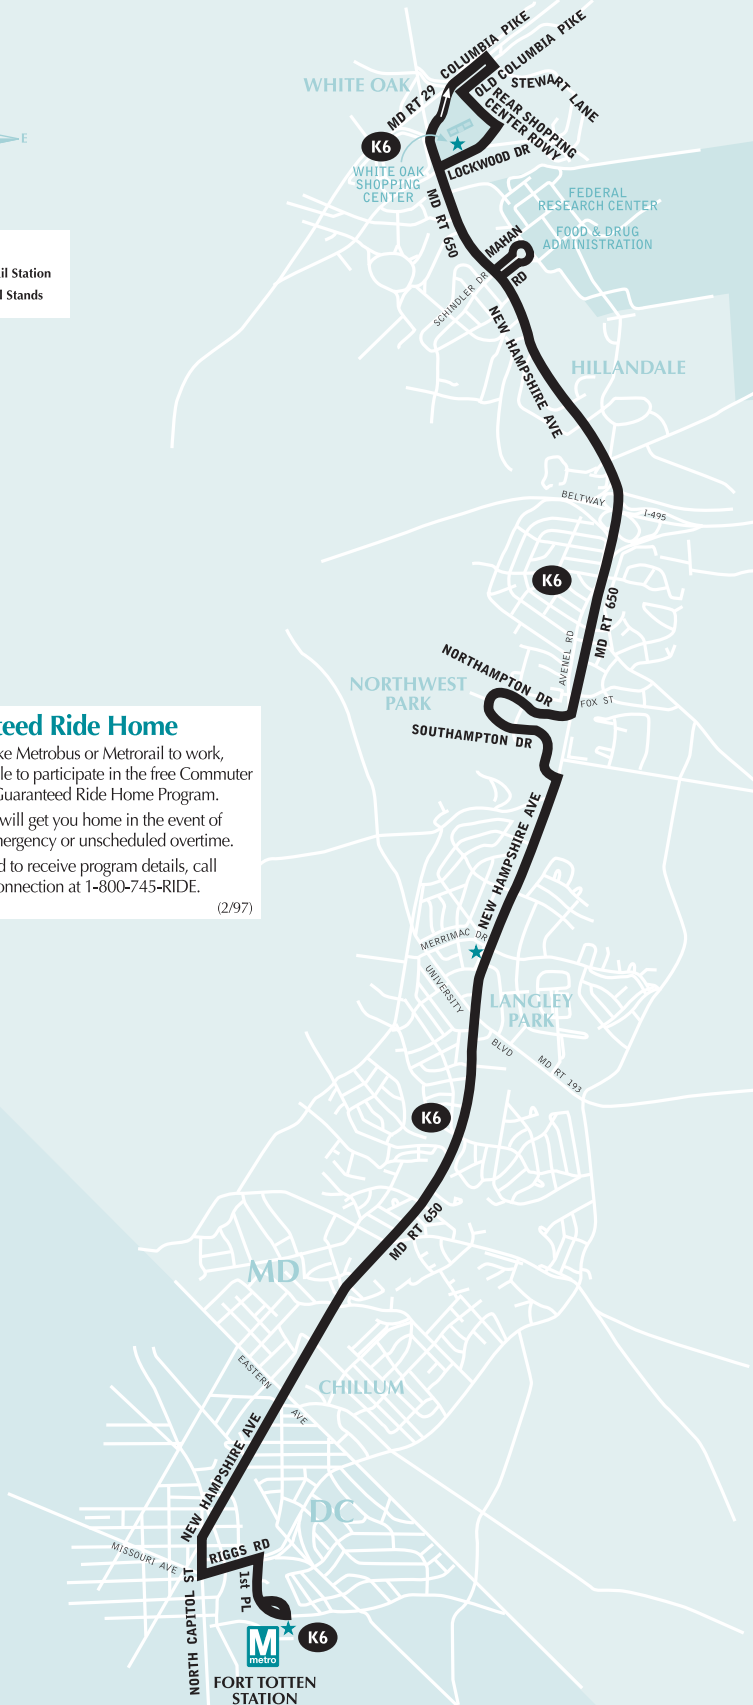 COLUMBIA PIKE
OLD COLUMBIA PIKE
MD RT 29
STEWART LANE
WHITE OAK
REAR SHOPPING
CENTER RDWY
E
K6
LOCKWOOD DR
WHITE OAK
SHOPPING
CENTER
FEDERAL
RESEARCH CENTER
MD RT 650
FOOD & DRUG
ADMINISTRATION
MAHAN
RD
SCHINDLER DR
il Station
l Stands
NEW HAMPSHIRE AVE
HILLANDALE
BELTWAY
I-495
K6
MD RT 650
AVENEL RD
NORTHAMPTON DR
NORTHWEST
PARK
FOX ST
SOUTHAMPTON DR
teed Ride Home
ke Metrobus or Metrorail to work,
le to participate in the free Commuter
Guaranteed Ride Home Program.
will get you home in the event of
mergency or unscheduled overtime.
d to receive program details, call
onnection at 1-800-745-RIDE.
(2/97)
NEW HAMPSHIRE AVE
MERRIMAC DR
UNIVERSITY
BLVD
MD RT 193
LANGLEY
PARK
K6
MD RT 650
MD
EASTERN
AVE
CHILLUM
NEW HAMPSHIRE AVE
DC
MISSOURI AVE
RIGGS RD
1st PL
NORTH CAPITOL ST
K6
M
metro
FORT TOTTEN
STATION